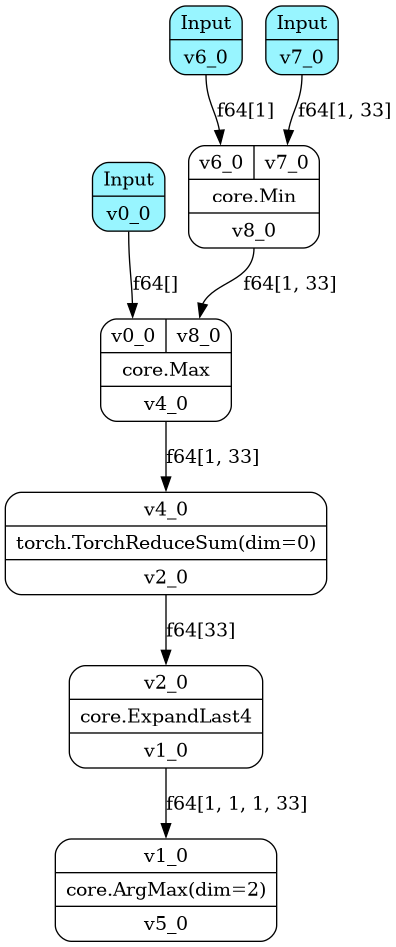 Input
v6_0
Input
v7_0
f64[1]
f64[1, 33]
v6_0
v7_0
core.Min
v8_0
Input
v0_0
f64[]
f64[1, 33]
v0_0
v8_0
core.Max
v4_0
f64[1, 33]
v4_0
torch.TorchReduceSum(dim=0)
v2_0
f64[33]
v2_0
core.ExpandLast4
v1_0
f64[1, 1, 1, 33]
v1_0
core.ArgMax(dim=2)
v5_0